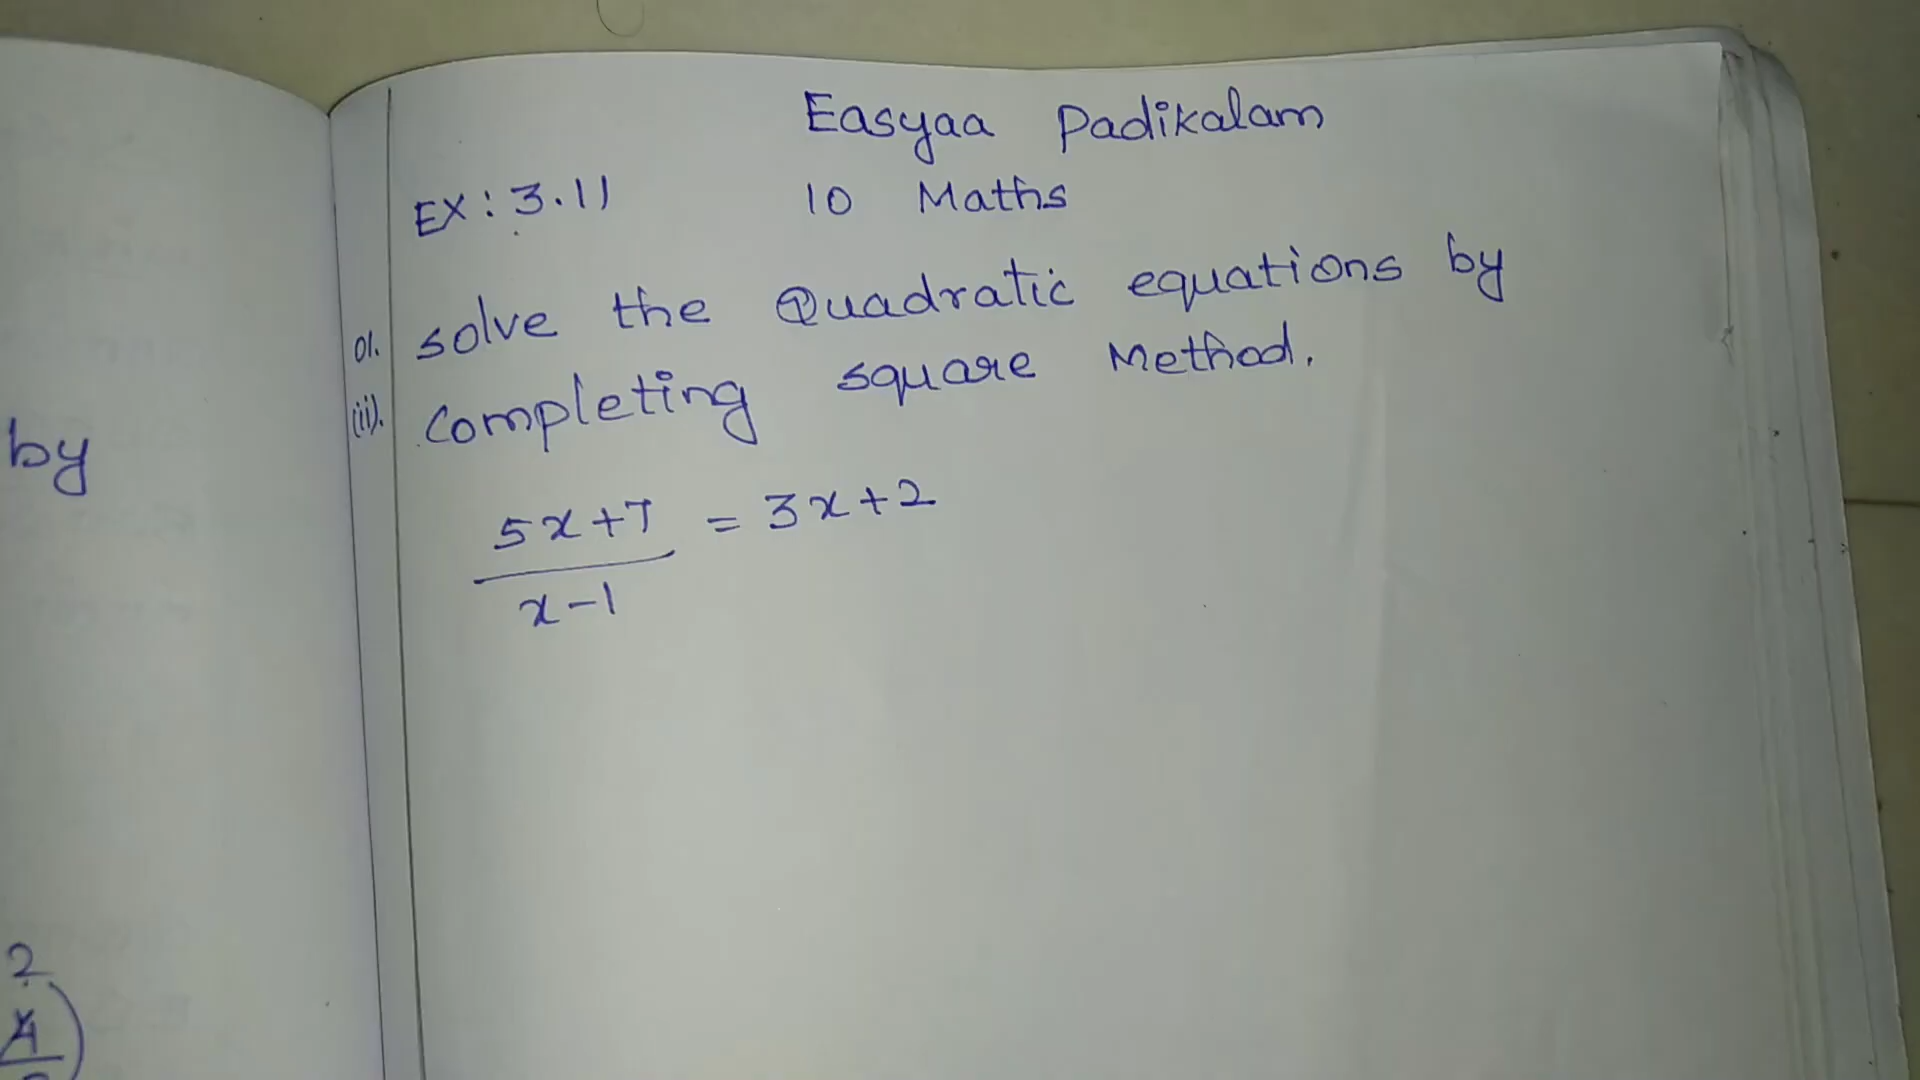 by
2
x
Easyaa Padikalam
EX: 3.11 10 Maths
01. solve the Quadratic equations by
(ii). completing square Method.
5x+7 = 3x+2
x-1